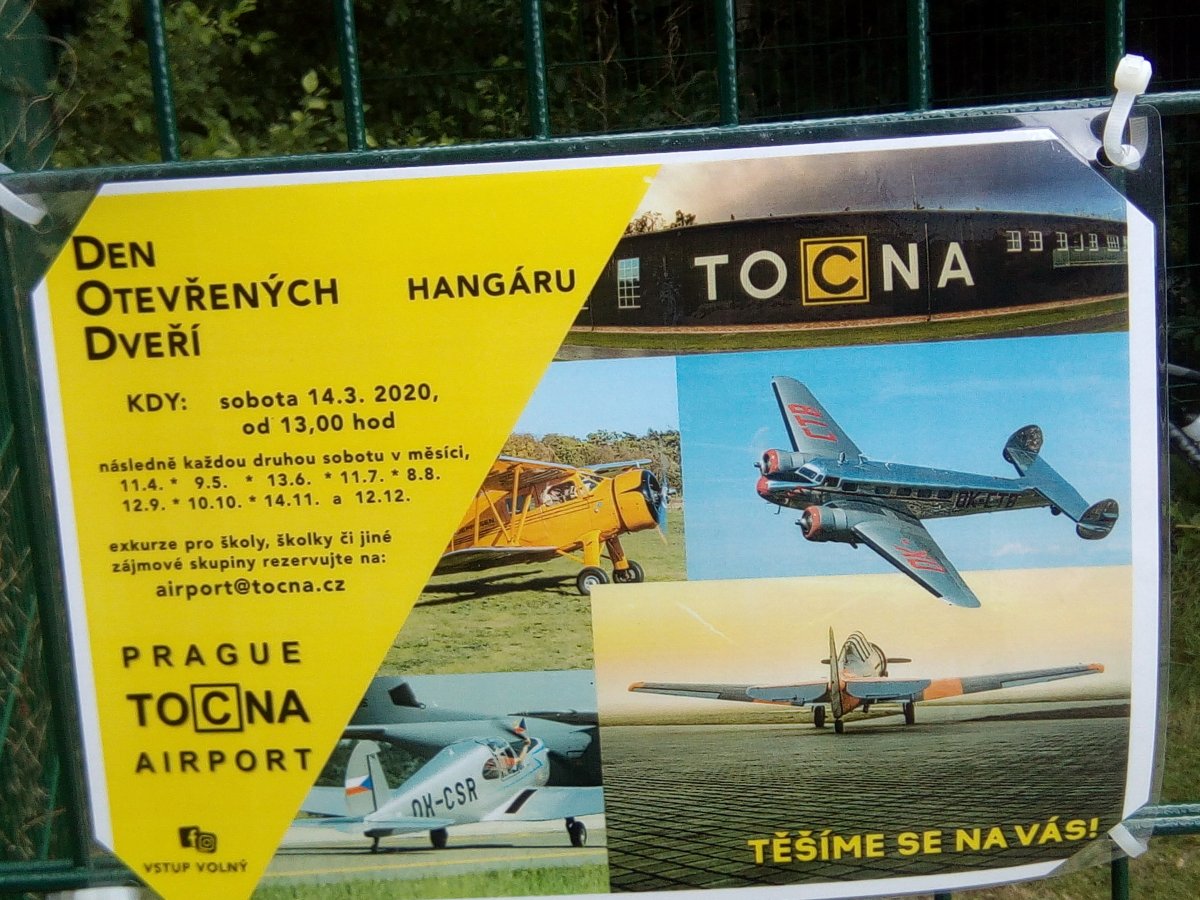 DEN
OTEVŘENÝCH HANGÁRU
DVEŘÍ
KDY: sobota 14.3. 2020,
od 13,00 hod
následně každou druhou sobotu v měsíci,
11.4. * 9.5. * 13.6. * 11.7. * 8.8.
12.9. * 10.10. * 14.11. a 12.12.
exkurze pro školy, školky či jiné
zájmové skupiny rezervujte na:
airport@tocna.cz
PRAGUE
TOCNA
AIRPORT
VSTUP VOLNÝ
TOCNA
OK-CTB
OK-CSR
TĚŠÍME SE NA VÁS!